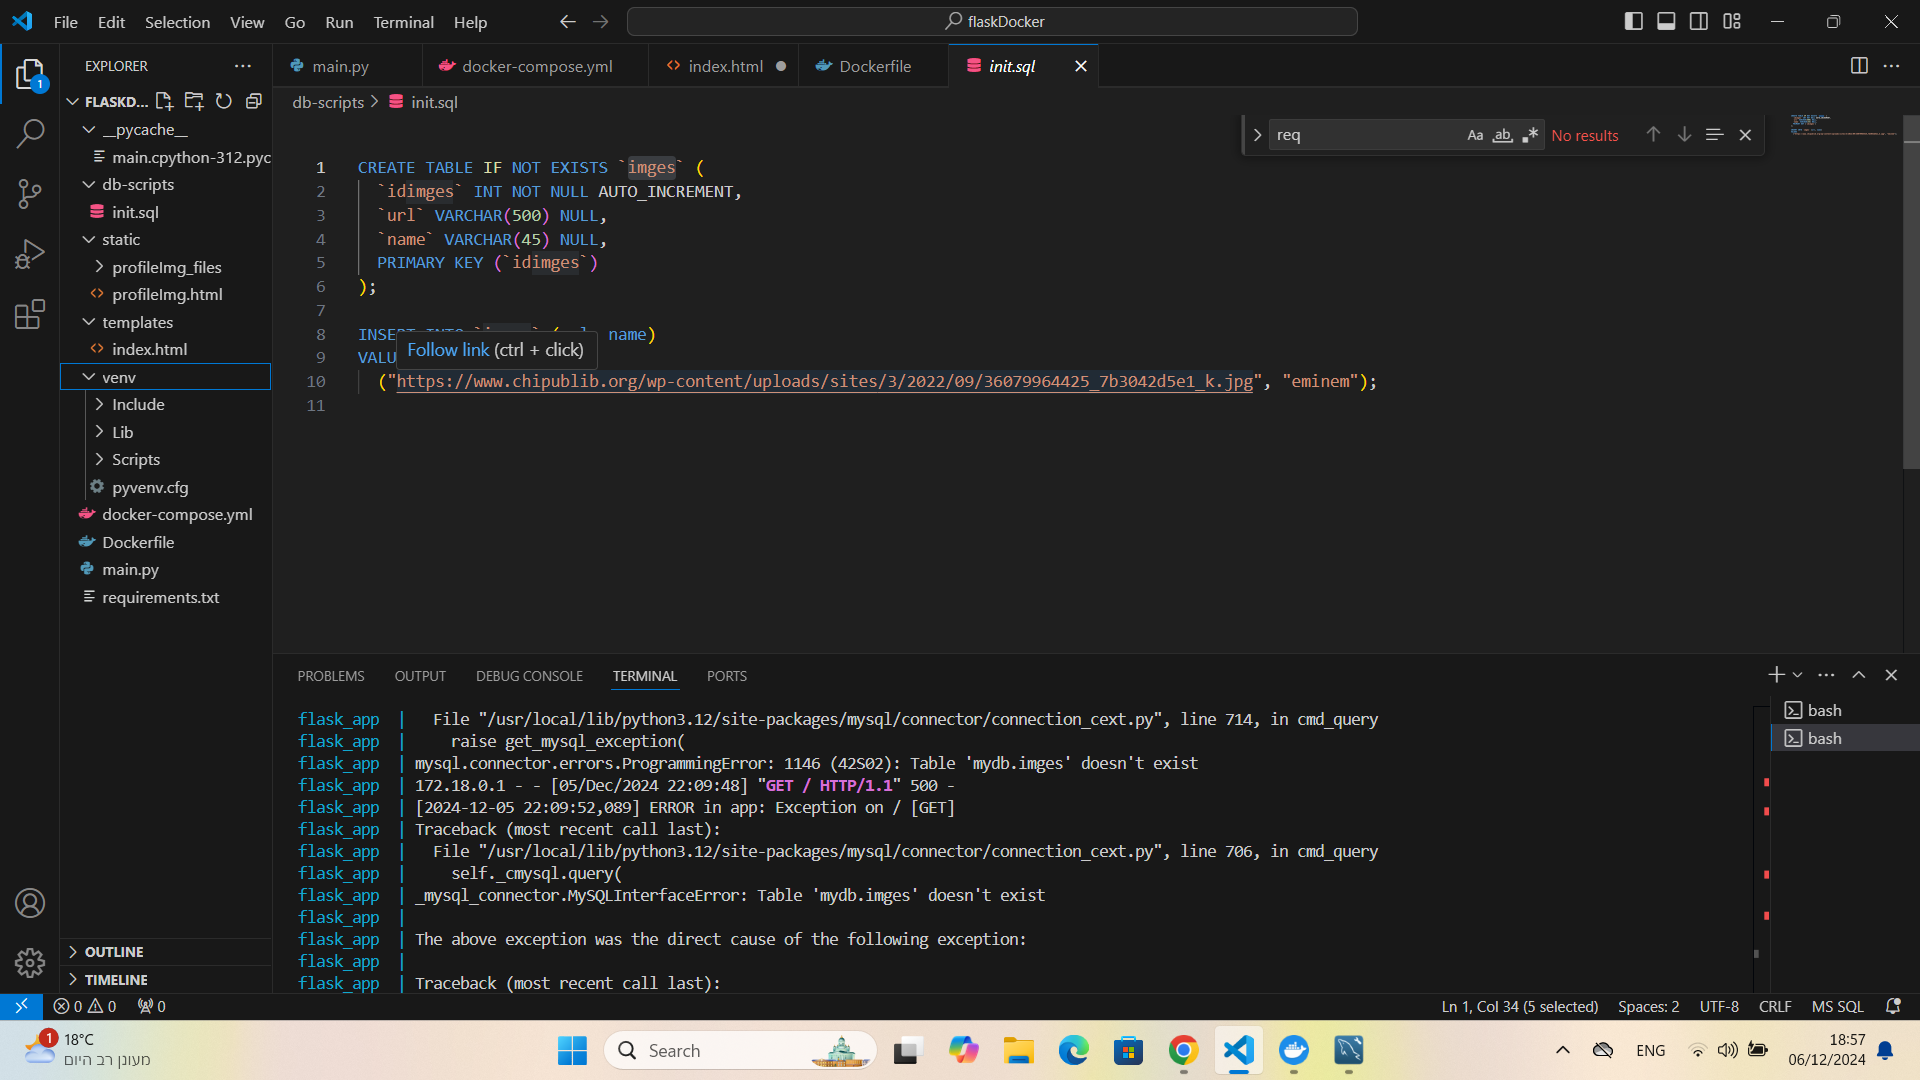 File Edit Selection View Go Run Terminal Help
flaskDocker
EXPLORER
FLASKD...
__pycache__
main.cpython-312.pyc
db-scripts
init.sql
static
profileImg_files
profileImg.html
templates
index.html
venv
Include
Lib
Scripts
pyvenv.cfg
docker-compose.yml
Dockerfile
main.py
requirements.txt
OUTLINE
TIMELINE
main.py docker-compose.yml index.html Dockerfile init.sql
db-scripts > init.sql
req Aa ab No results
1 CREATE TABLE IF NOT EXISTS `imges` (
2 `idimges` INT NOT NULL AUTO_INCREMENT,
3 `url` VARCHAR(500) NULL,
4 `name` VARCHAR(45) NULL,
5 PRIMARY KEY (`idimges`)
6 );
7
8 INSERT INTO name)
Follow link (ctrl + click)
9 VALU
10 ("https://www.chipublib.org/wp-content/uploads/sites/3/2022/09/36079964425_7b3042d5e1_k.jpg", "eminem");
11
PROBLEMS OUTPUT DEBUG CONSOLE TERMINAL PORTS
bash
bash
flask_app | File "/usr/local/lib/python3.12/site-packages/mysql/connector/connection_cext.py", line 714, in cmd_query
flask_app | raise get_mysql_exception(
flask_app | mysql.connector.errors.ProgrammingError: 1146 (42S02): Table 'mydb.imges' doesn't exist
flask_app | 172.18.0.1 - - [05/Dec/2024 22:09:48] "GET / HTTP/1.1" 500 -
flask_app | [2024-12-05 22:09:52,089] ERROR in app: Exception on / [GET]
flask_app | Traceback (most recent call last):
flask_app | File "/usr/local/lib/python3.12/site-packages/mysql/connector/connection_cext.py", line 706, in cmd_query
flask_app | self._cmysql.query(
flask_app | _mysql_connector.MySQLInterfaceError: Table 'mydb.imges' doesn't exist
flask_app |
flask_app | The above exception was the direct cause of the following exception:
flask_app |
flask_app | Traceback (most recent call last):
0 0 0 Ln 1, Col 34 (5 selected) Spaces: 2 UTF-8 CRLF MS SQL
1 18°C
מעונן רב היום
Search
ENG
18:57
06/12/2024